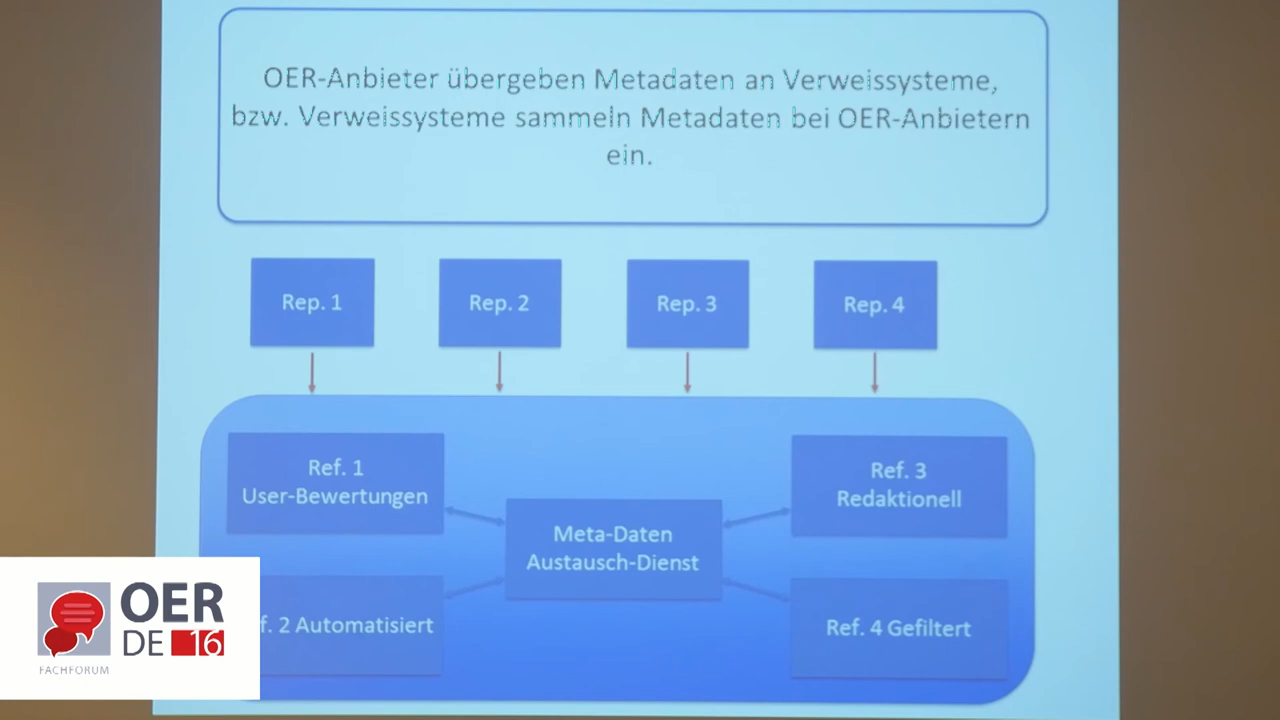 OER-Anbieter übergeben Metadaten an Verweissysteme,
bzw. Verweissysteme sammeln Metadaten bei OER-Anbietern
ein.
Rep. 1
Rep. 2
Rep. 3
Rep. 4
Ref. 1
User-Bewertungen
Ref. 3
Redaktionell
Meta-Daten
Austausch-Dienst
f. 2 Automatisiert
Ref. 4 Gefiltert
OER
DE 16
FACHFORUM